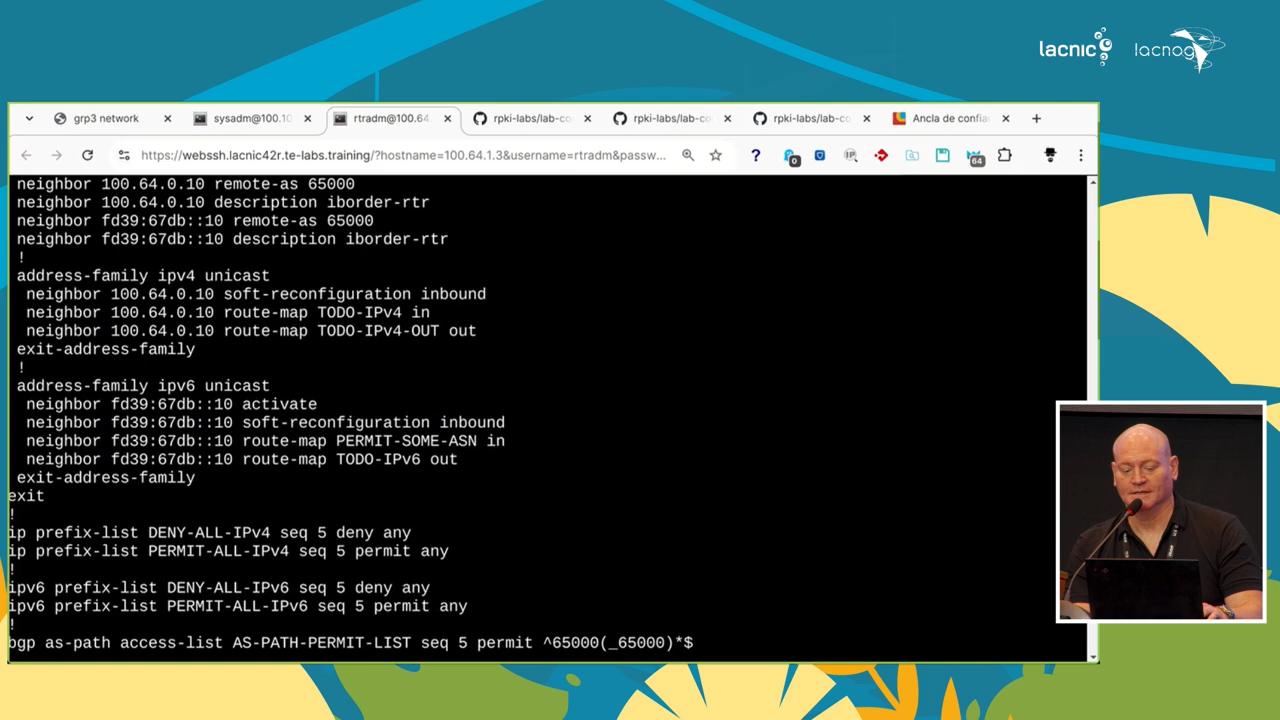 lacnic
lacnog
grp3 network
sysadm@100.10
rtradm@100.64.
rpki-labs/lab-co
rpki-labs/lab-co
rpki-labs/lab-co
Ancla de confia
https://webssh.lacnic42r.te-labs.training/?hostname=100.64.1.3&username=rtradm&passw...
0
IP
64
neighbor 100.64.0.10 remote-as 65000
neighbor 100.64.0.10 description iborder-rtr
neighbor fd39:67db::10 remote-as 65000
neighbor fd39:67db::10 description iborder-rtr
!
address-family ipv4 unicast
neighbor 100.64.0.10 soft-reconfiguration inbound
neighbor 100.64.0.10 route-map TODO-IPv4 in
neighbor 100.64.0.10 route-map TODO-IPv4-OUT out
exit-address-family
!
address-family ipv6 unicast
neighbor fd39:67db::10 activate
neighbor fd39:67db::10 soft-reconfiguration inbound
neighbor fd39:67db::10 route-map PERMIT-SOME-ASN in
neighbor fd39:67db::10 route-map TODO-IPv6 out
exit-address-family
exit
!
ip prefix-list DENY-ALL-IPv4 seq 5 deny any
ip prefix-list PERMIT-ALL-IPv4 seq 5 permit any
!
ipv6 prefix-list DENY-ALL-IPv6 seq 5 deny any
ipv6 prefix-list PERMIT-ALL-IPv6 seq 5 permit any
!
bgp as-path access-list AS-PATH-PERMIT-LIST seq 5 permit ^65000(_65000)*$